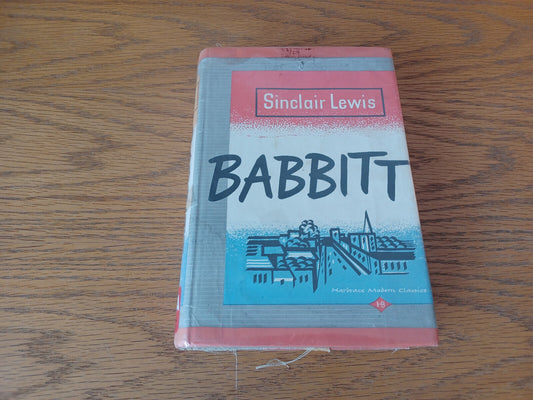 Sinclair Lewis
BABBITT
Harbrace Modern Classics